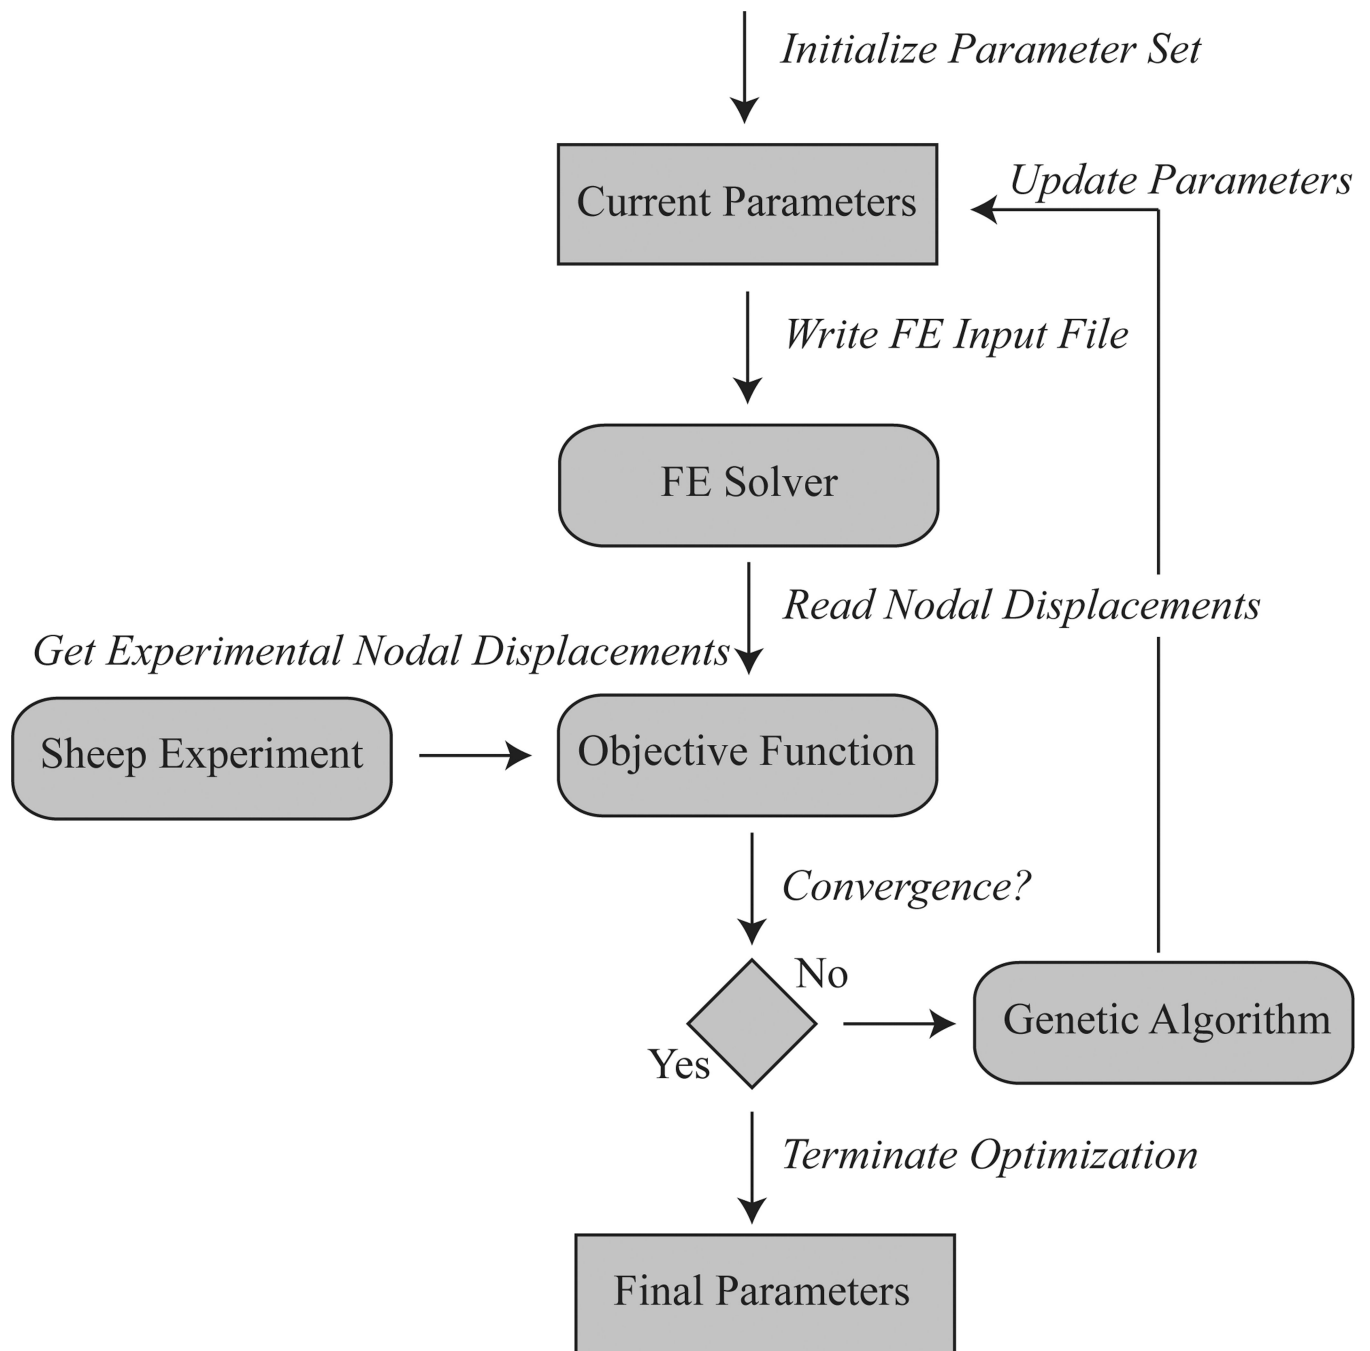 Initialize Parameter Set
Update Parameters
Current Parameters
Write FE Input File
FE Solver
Read Nodal Displacements
Get Experimental Nodal Displacements
Sheep Experiment
Objective Function
Convergence?
No
Genetic Algorithm
Yes
Terminate Optimization
Final Parameters